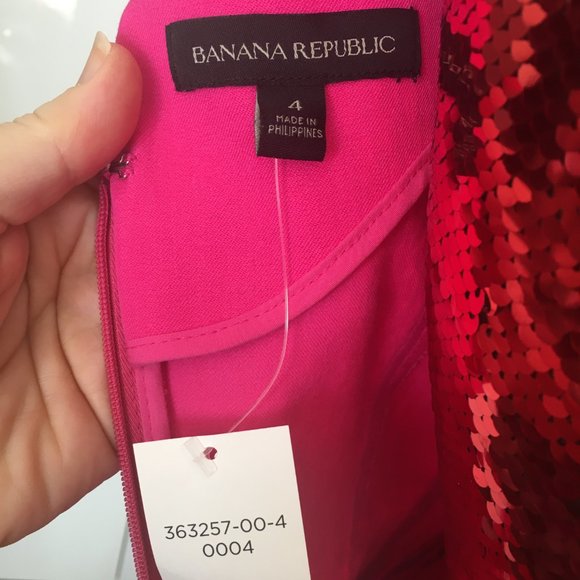 BANANA REPUBLIC
4
MADE IN
PHILIPPINES
363257-00-4
0004